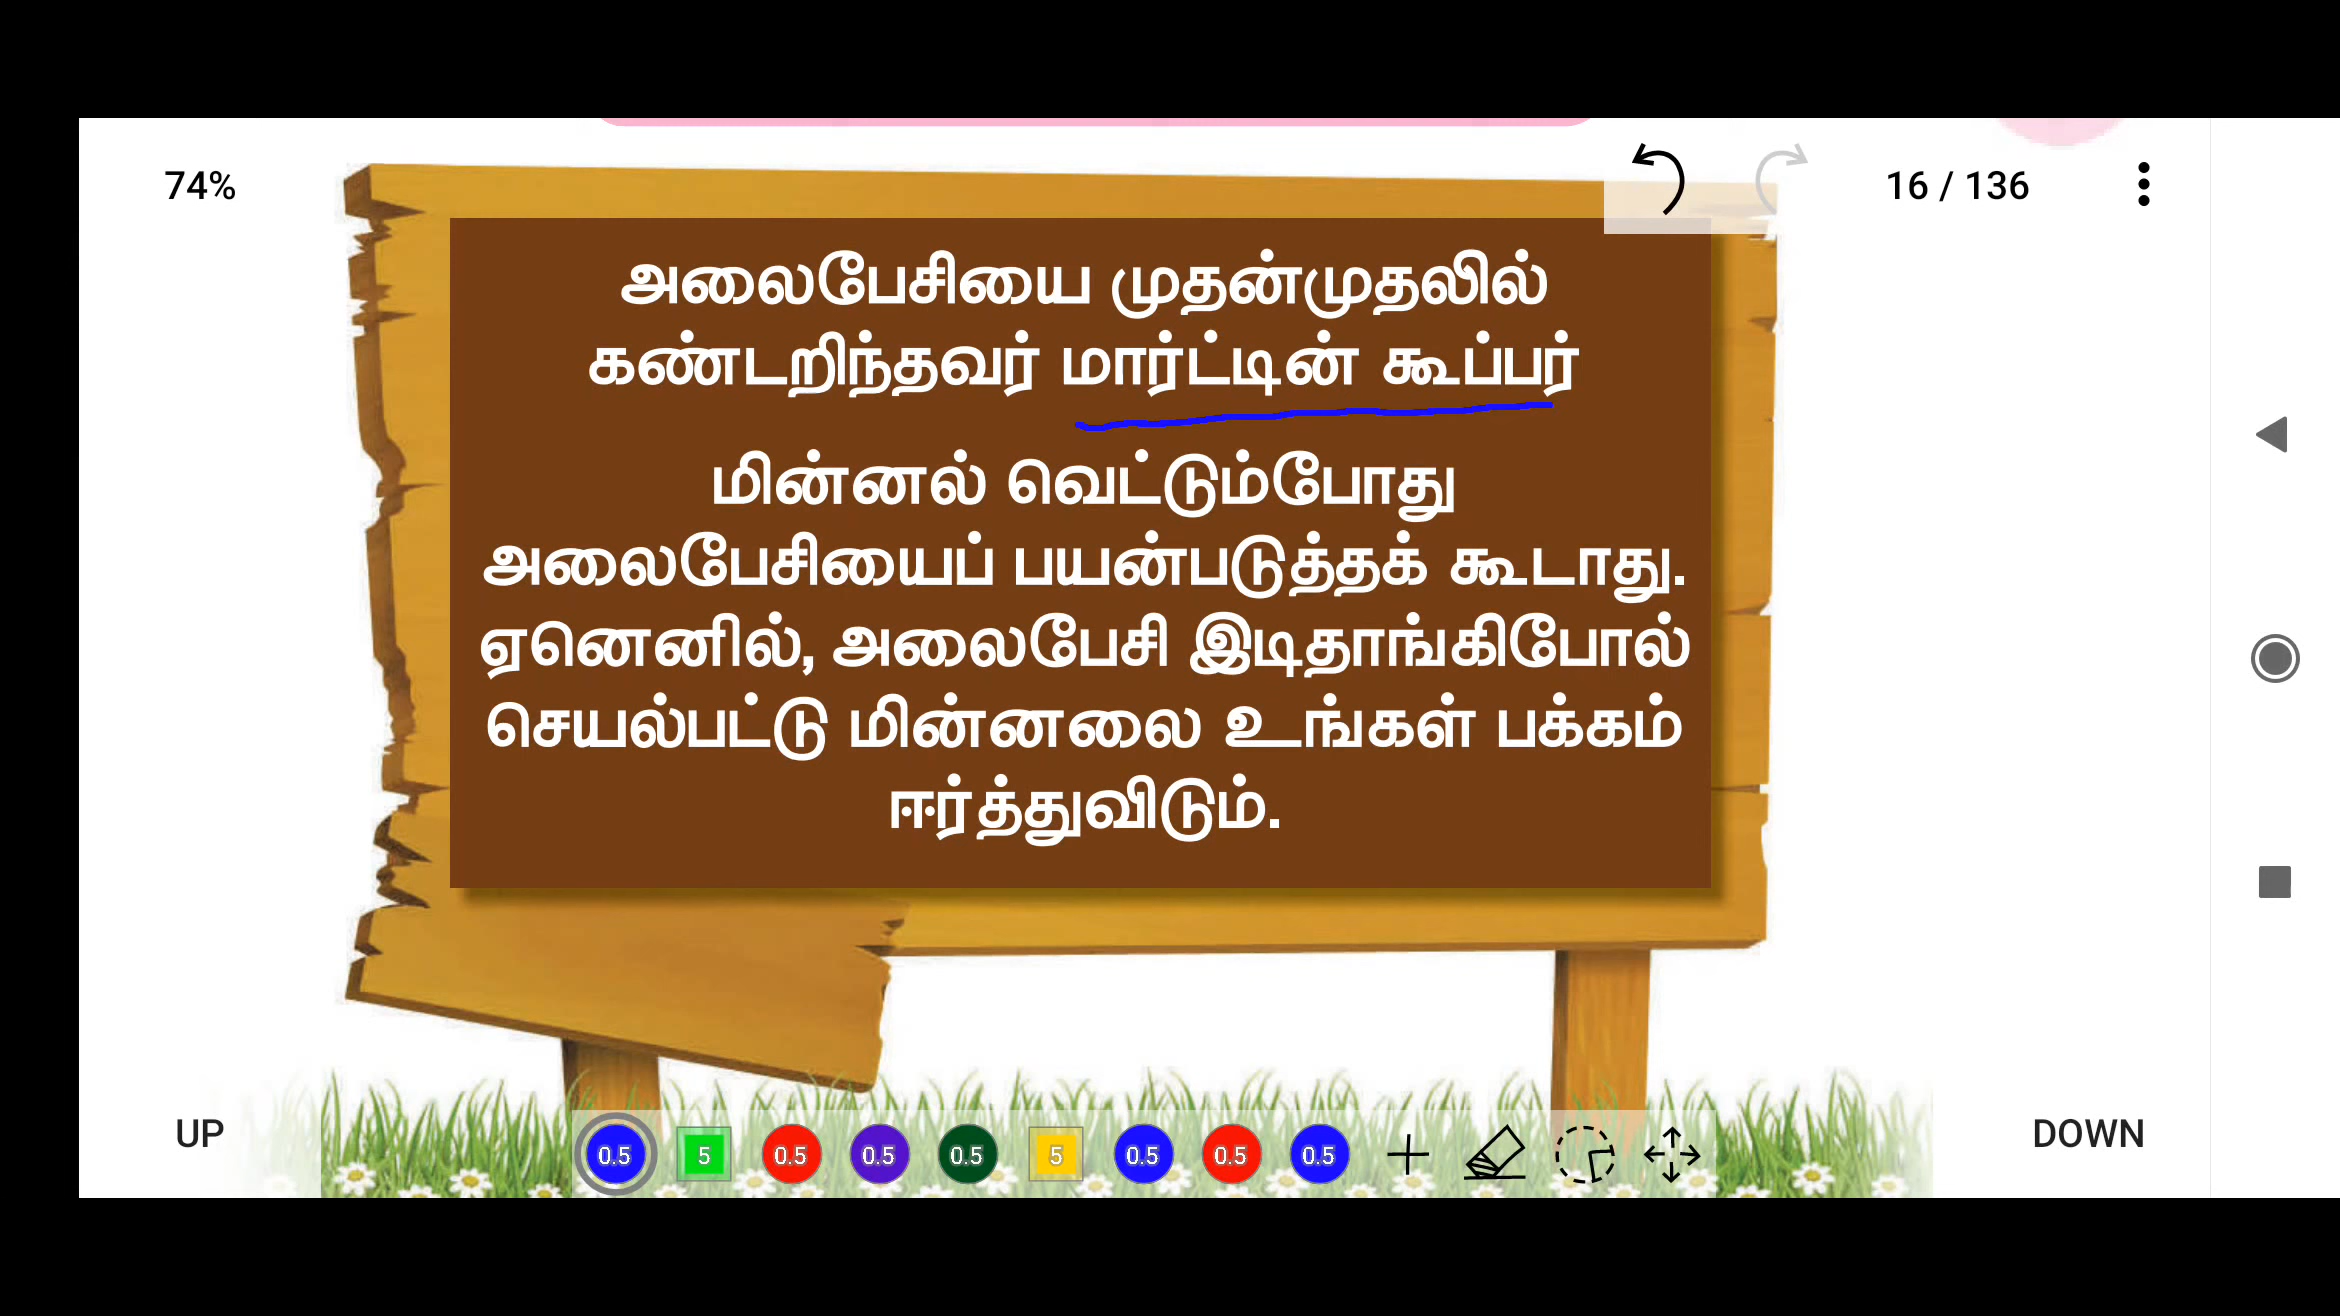 74%
16 / 136
அலைபேசியை முதன்முதலில்
கண்டறிந்தவர் மார்ட்டின் கூப்பர்
மின்னல் வெட்டும்போது
அலைபேசியைப் பயன்படுத்தக் கூடாது.
ஏனெனில், அலைபேசி இடிதாங்கிபோல்
செயல்பட்டு மின்னலை உங்கள் பக்கம்
ஈர்த்துவிடும்.
UP
DOWN
0.5 5 0.5 0.5 0.5 5 0.5 0.5 0.5